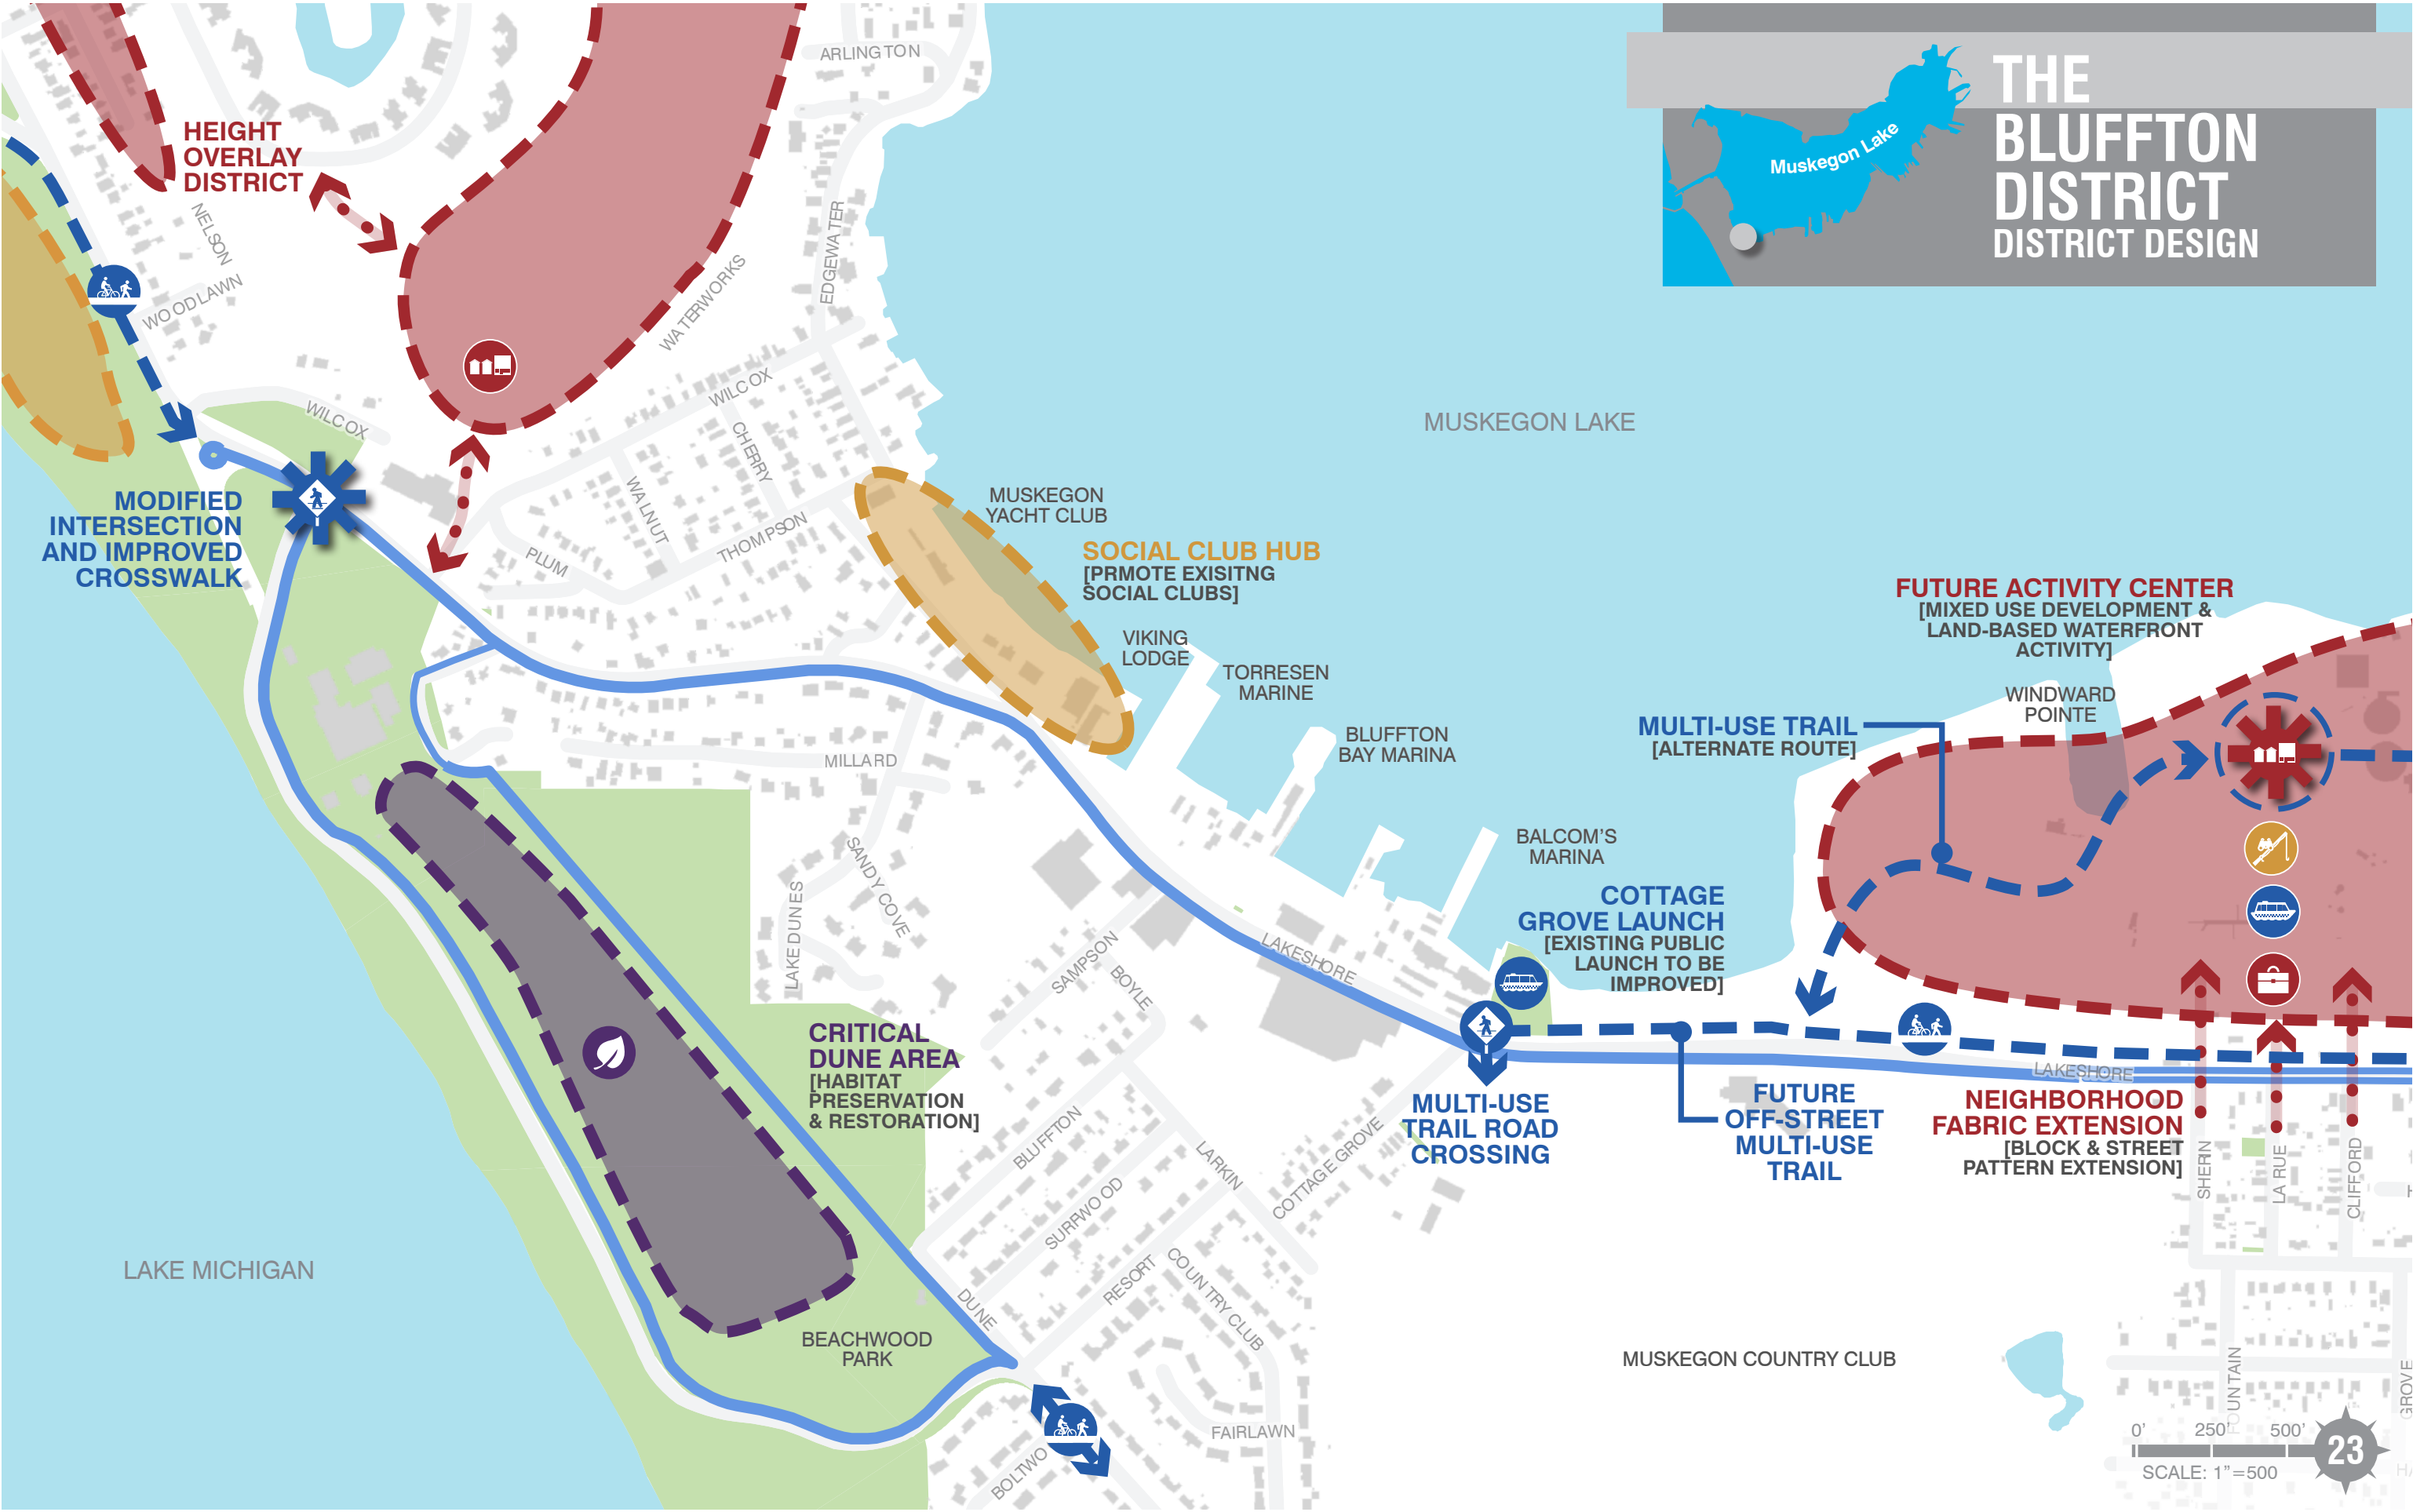 THE
BLUFFTON
DISTRICT
DISTRICT DESIGN
Muskegon Lake
ARLINGTON
HEIGHT
OVERLAY
DISTRICT
NELSON
WOODLAWN
EDGEWATER
WATERWORKS
WILCOX
WILCOX
CHERRY
WALNUT
THOMPSON
PLUM
MUSKEGON LAKE
MODIFIED
INTERSECTION
AND IMPROVED
CROSSWALK
MUSKEGON
YACHT CLUB
SOCIAL CLUB HUB
[PRMOTE EXISITNG
SOCIAL CLUBS]
VIKING
LODGE
TORRESEN
MARINE
BLUFFTON
BAY MARINA
FUTURE ACTIVITY CENTER
[MIXED USE DEVELOPMENT &
LAND-BASED WATERFRONT
ACTIVITY]
WINDWARD
POINTE
MULTI-USE TRAIL
[ALTERNATE ROUTE]
MILLARD
SANDY COVE
LAKE DUNES
BALCOM'S
MARINA
COTTAGE
GROVE LAUNCH
[EXISTING PUBLIC
LAUNCH TO BE
IMPROVED]
LAKESHORE
SAMPSON
BOYLE
CRITICAL
DUNE AREA
[HABITAT
PRESERVATION
& RESTORATION]
LAKESHORE
MULTI-USE
TRAIL ROAD
CROSSING
FUTURE
OFF-STREET
MULTI-USE
TRAIL
NEIGHBORHOOD
FABRIC EXTENSION
[BLOCK & STREET
PATTERN EXTENSION]
SHERIN
LA RUE
CLIFFORD
BLUFFTON
LARKIN
COTTAGE GROVE
SURRWOOD
RESORT
COUNTRY CLUB
DUNE
LAKE MICHIGAN
BEACHWOOD
PARK
MUSKEGON COUNTRY CLUB
FAIRLAWN
BOLTWO
FOUNTAIN
GROVE
0' 250' 500'
SCALE: 1"=500
23